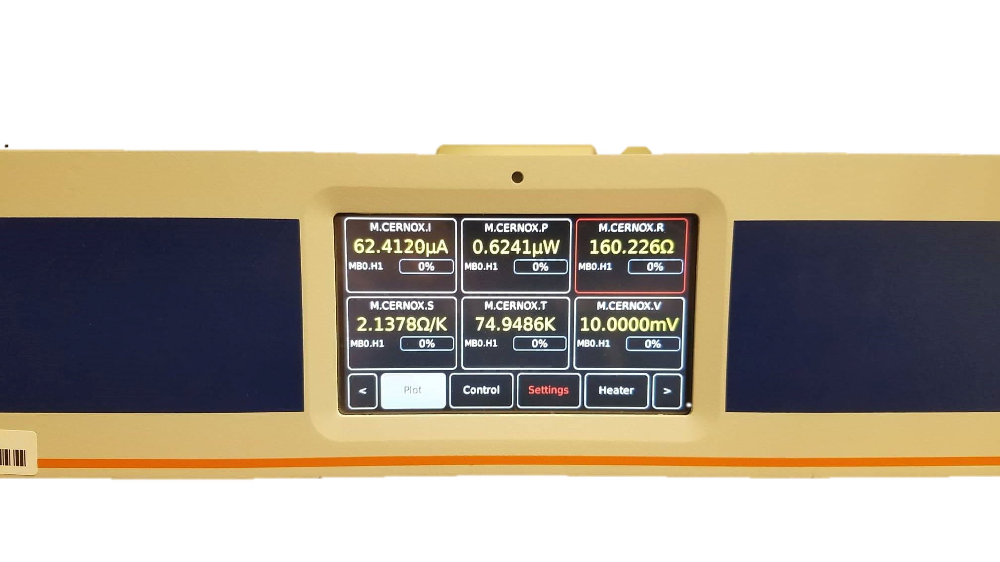 M.CERNOX.I
62.4120µA
MB0.H1 0%
M.CERNOX.P
0.6241µW
MB0.H1 0%
M.CERNOX.R
160.226Ω
MB0.H1 0%
M.CERNOX.S
2.1378Ω/K
MB0.H1 0%
M.CERNOX.T
74.9486K
MB0.H1 0%
M.CERNOX.V
10.0000mV
MB0.H1 0%
< Plot Control Settings Heater >